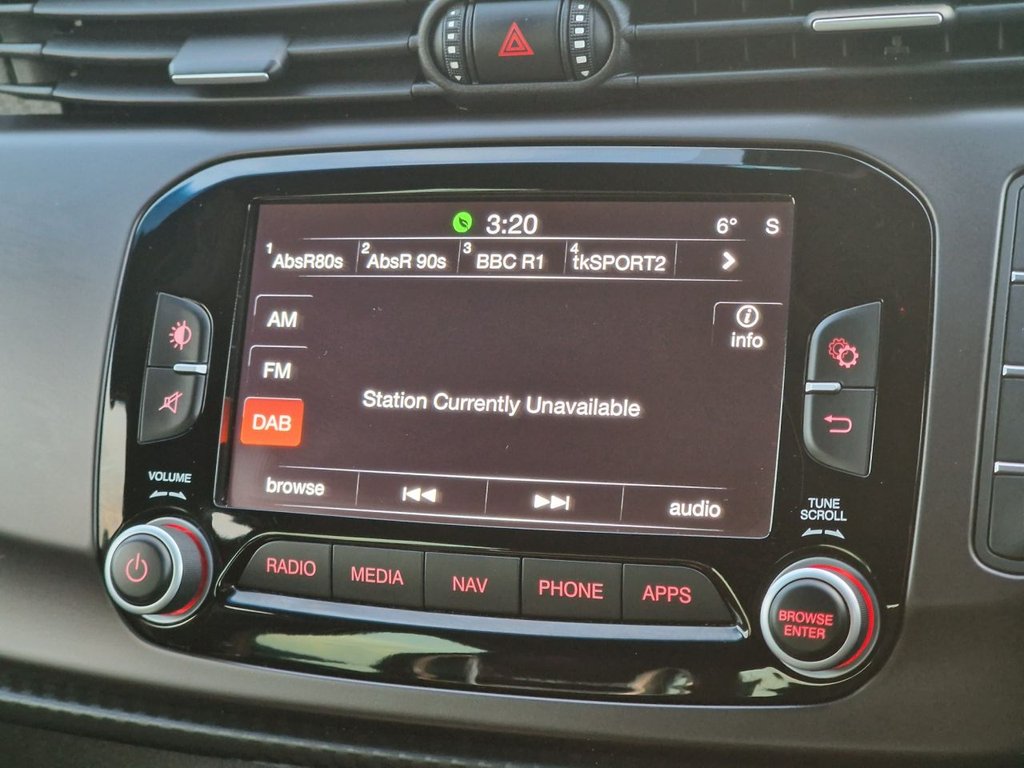 3:20 6° S
1 AbsR80s 2 AbsR 90s 3 BBC R1 4 tkSPORT2
AM
info
FM
Station Currently Unavailable
DAB
browse audio
VOLUME
TUNE
SCROLL
RADIO MEDIA NAV PHONE APPS
BROWSE
ENTER